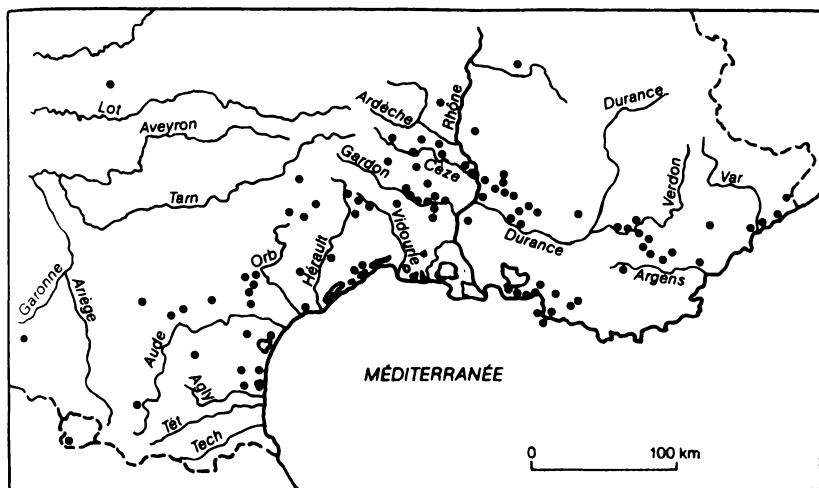 Lot
Aveyron
Tarn
Garonne
Ariège
Aude
Orb
Hérault
Agly
Têt
Tech
Ardèche
Rhône
Cèze
Gardon
Vidourle
Durance
Durance
Verdon
Var
Argens
MÉDITERRANÉE
0 100 km